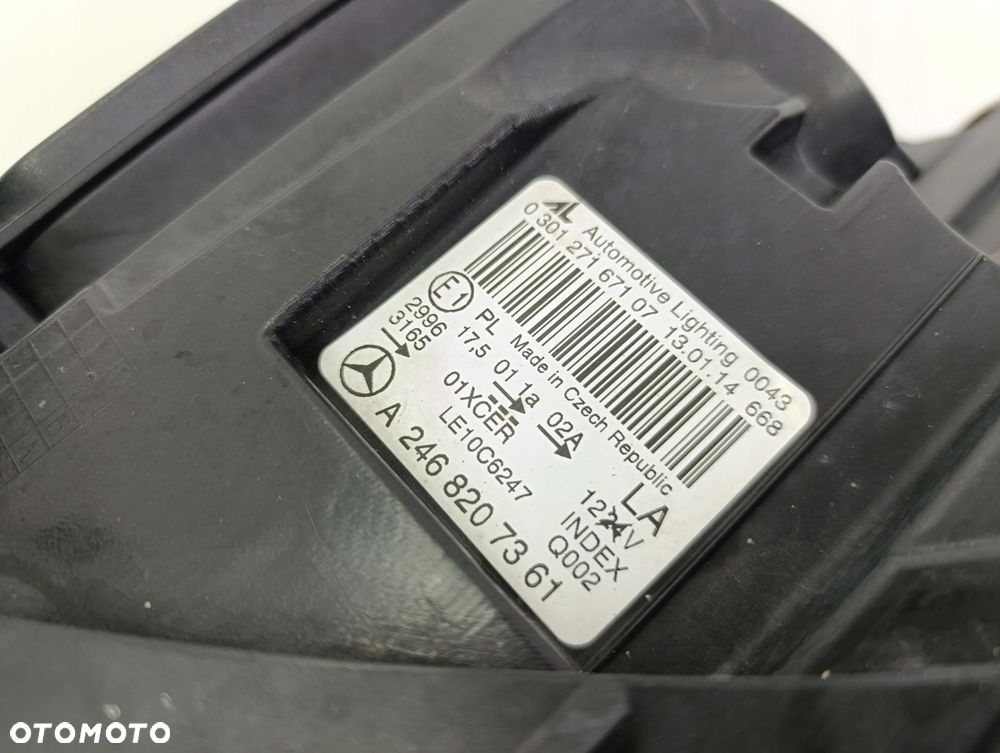 AL Automotive Lighting 0043
0 301 271 671 07 13.01.14 668
Made in Czech Republic
E1 PL 01 1a 02A LA
2996 17,5
3165 01XCER 1224V
LE10C6247 INDEX
Q002
A 246 820 73 61
OTOMOTO